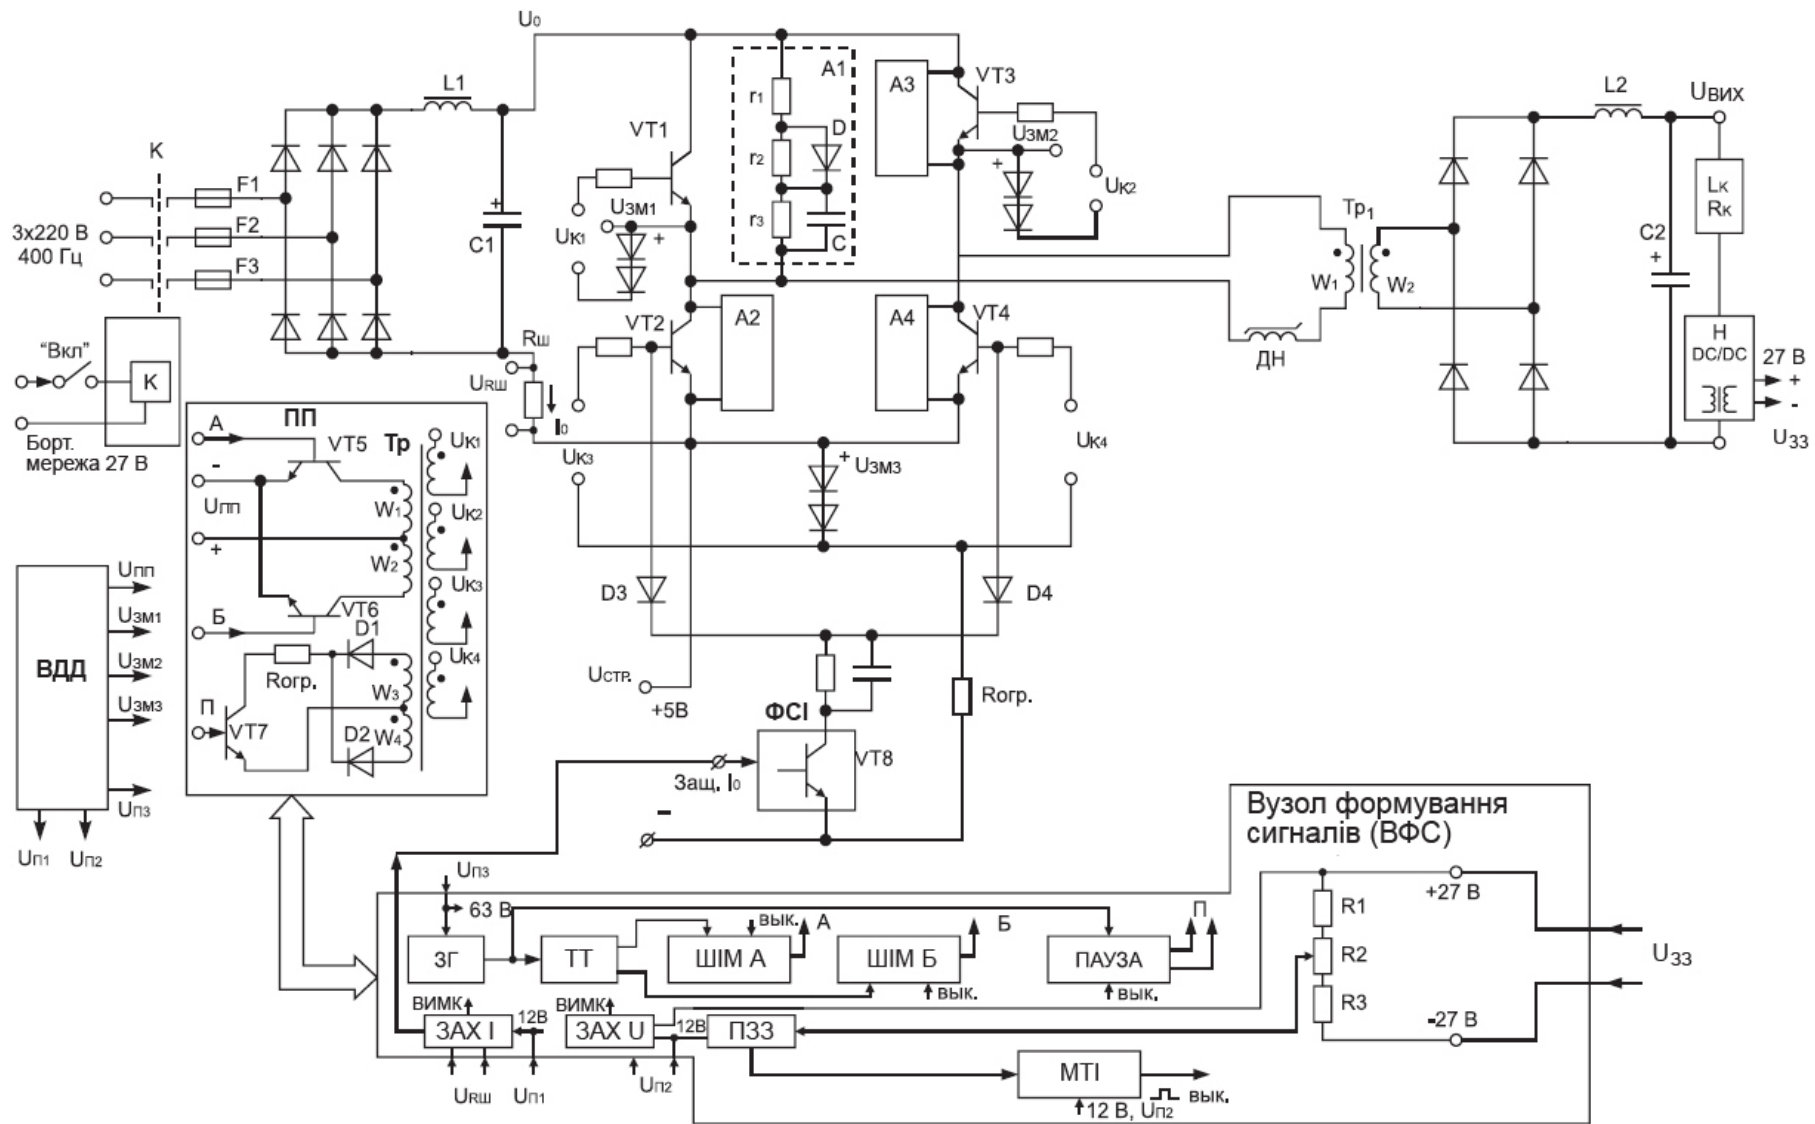 U0
L1
A1
r1
D
r2
r3
C
A3
VT3
Uзм2
+
UК2
VT1
Uзм1
+
UК1
К
F1
F2
F3
3x220 В
400 Гц
+
C1
L2
UВИХ
Тр1
W1
W2
C2
+
LК
RК
Н
DC/DC
27 В
+
-
Uзз
ДН
“Вкл”
К
Борт.
мережа 27 В
RШ
URШ
I0
VT2
A2
A4
VT4
UК3
+ Uзм3
UК4
D3
D4
UСТР.
+5В
Rогр.
ФСІ
VT8
Защ. I0
-
ПП
А
VT5
-
UПП
+
Б
VT6
Тр
W1
W2
UК1
UК2
UК3
UК4
D1
Rогр.
П
VT7
D2
W3
W4
ВДД
UПП
Uзм1
Uзм2
Uзм3
UП3
UП1
UП2
Вузол формування
сигналів (ВФС)
UП3
63 В
ЗГ
ТТ
вык.
А
ШІМ А
Б
ШІМ Б
вык.
П
ПАУЗА
вык.
+27 В
R1
R2
R3
-27 В
Uзз
ВИМК
ЗАХ I
12В
URШ
UП1
ВИМК
ЗАХ U
12В
UП2
ПЗЗ
МТІ
12 В, UП2
вык.